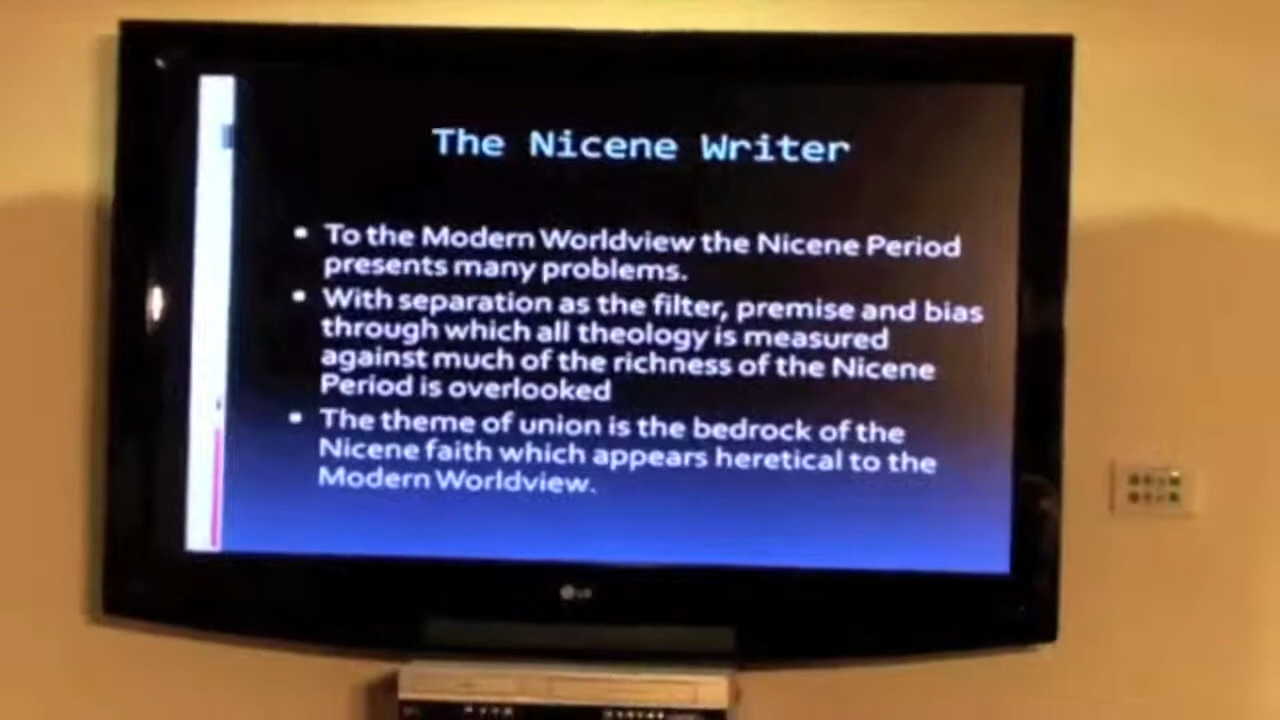 The Nicene Writer
▪ To the Modern Worldview the Nicene Period
presents many problems.
▪ With separation as the filter, premise and bias
through which all theology is measured
against much of the richness of the Nicene
Period is overlooked
▪ The theme of union is the bedrock of the
Nicene faith which appears heretical to the
Modern Worldview.
LG